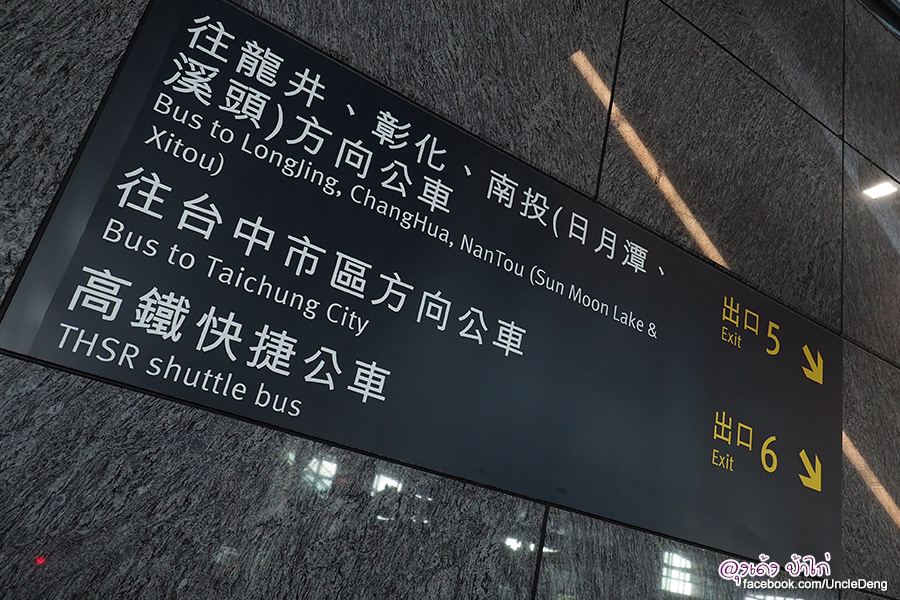 往龍井、彰化、南投(日月潭、
溪頭)方向公車
Bus to LongJing, ChangHua, NanTou (Sun Moon Lake &
Xitou)
往台中市區方向公車
Bus to Taichung City
高鐵快捷公車
THSR shuttle bus
出口 5
Exit
出口 6
Exit
ลุงเด้ง ป้าไก่
facebook.com/UncleDeng